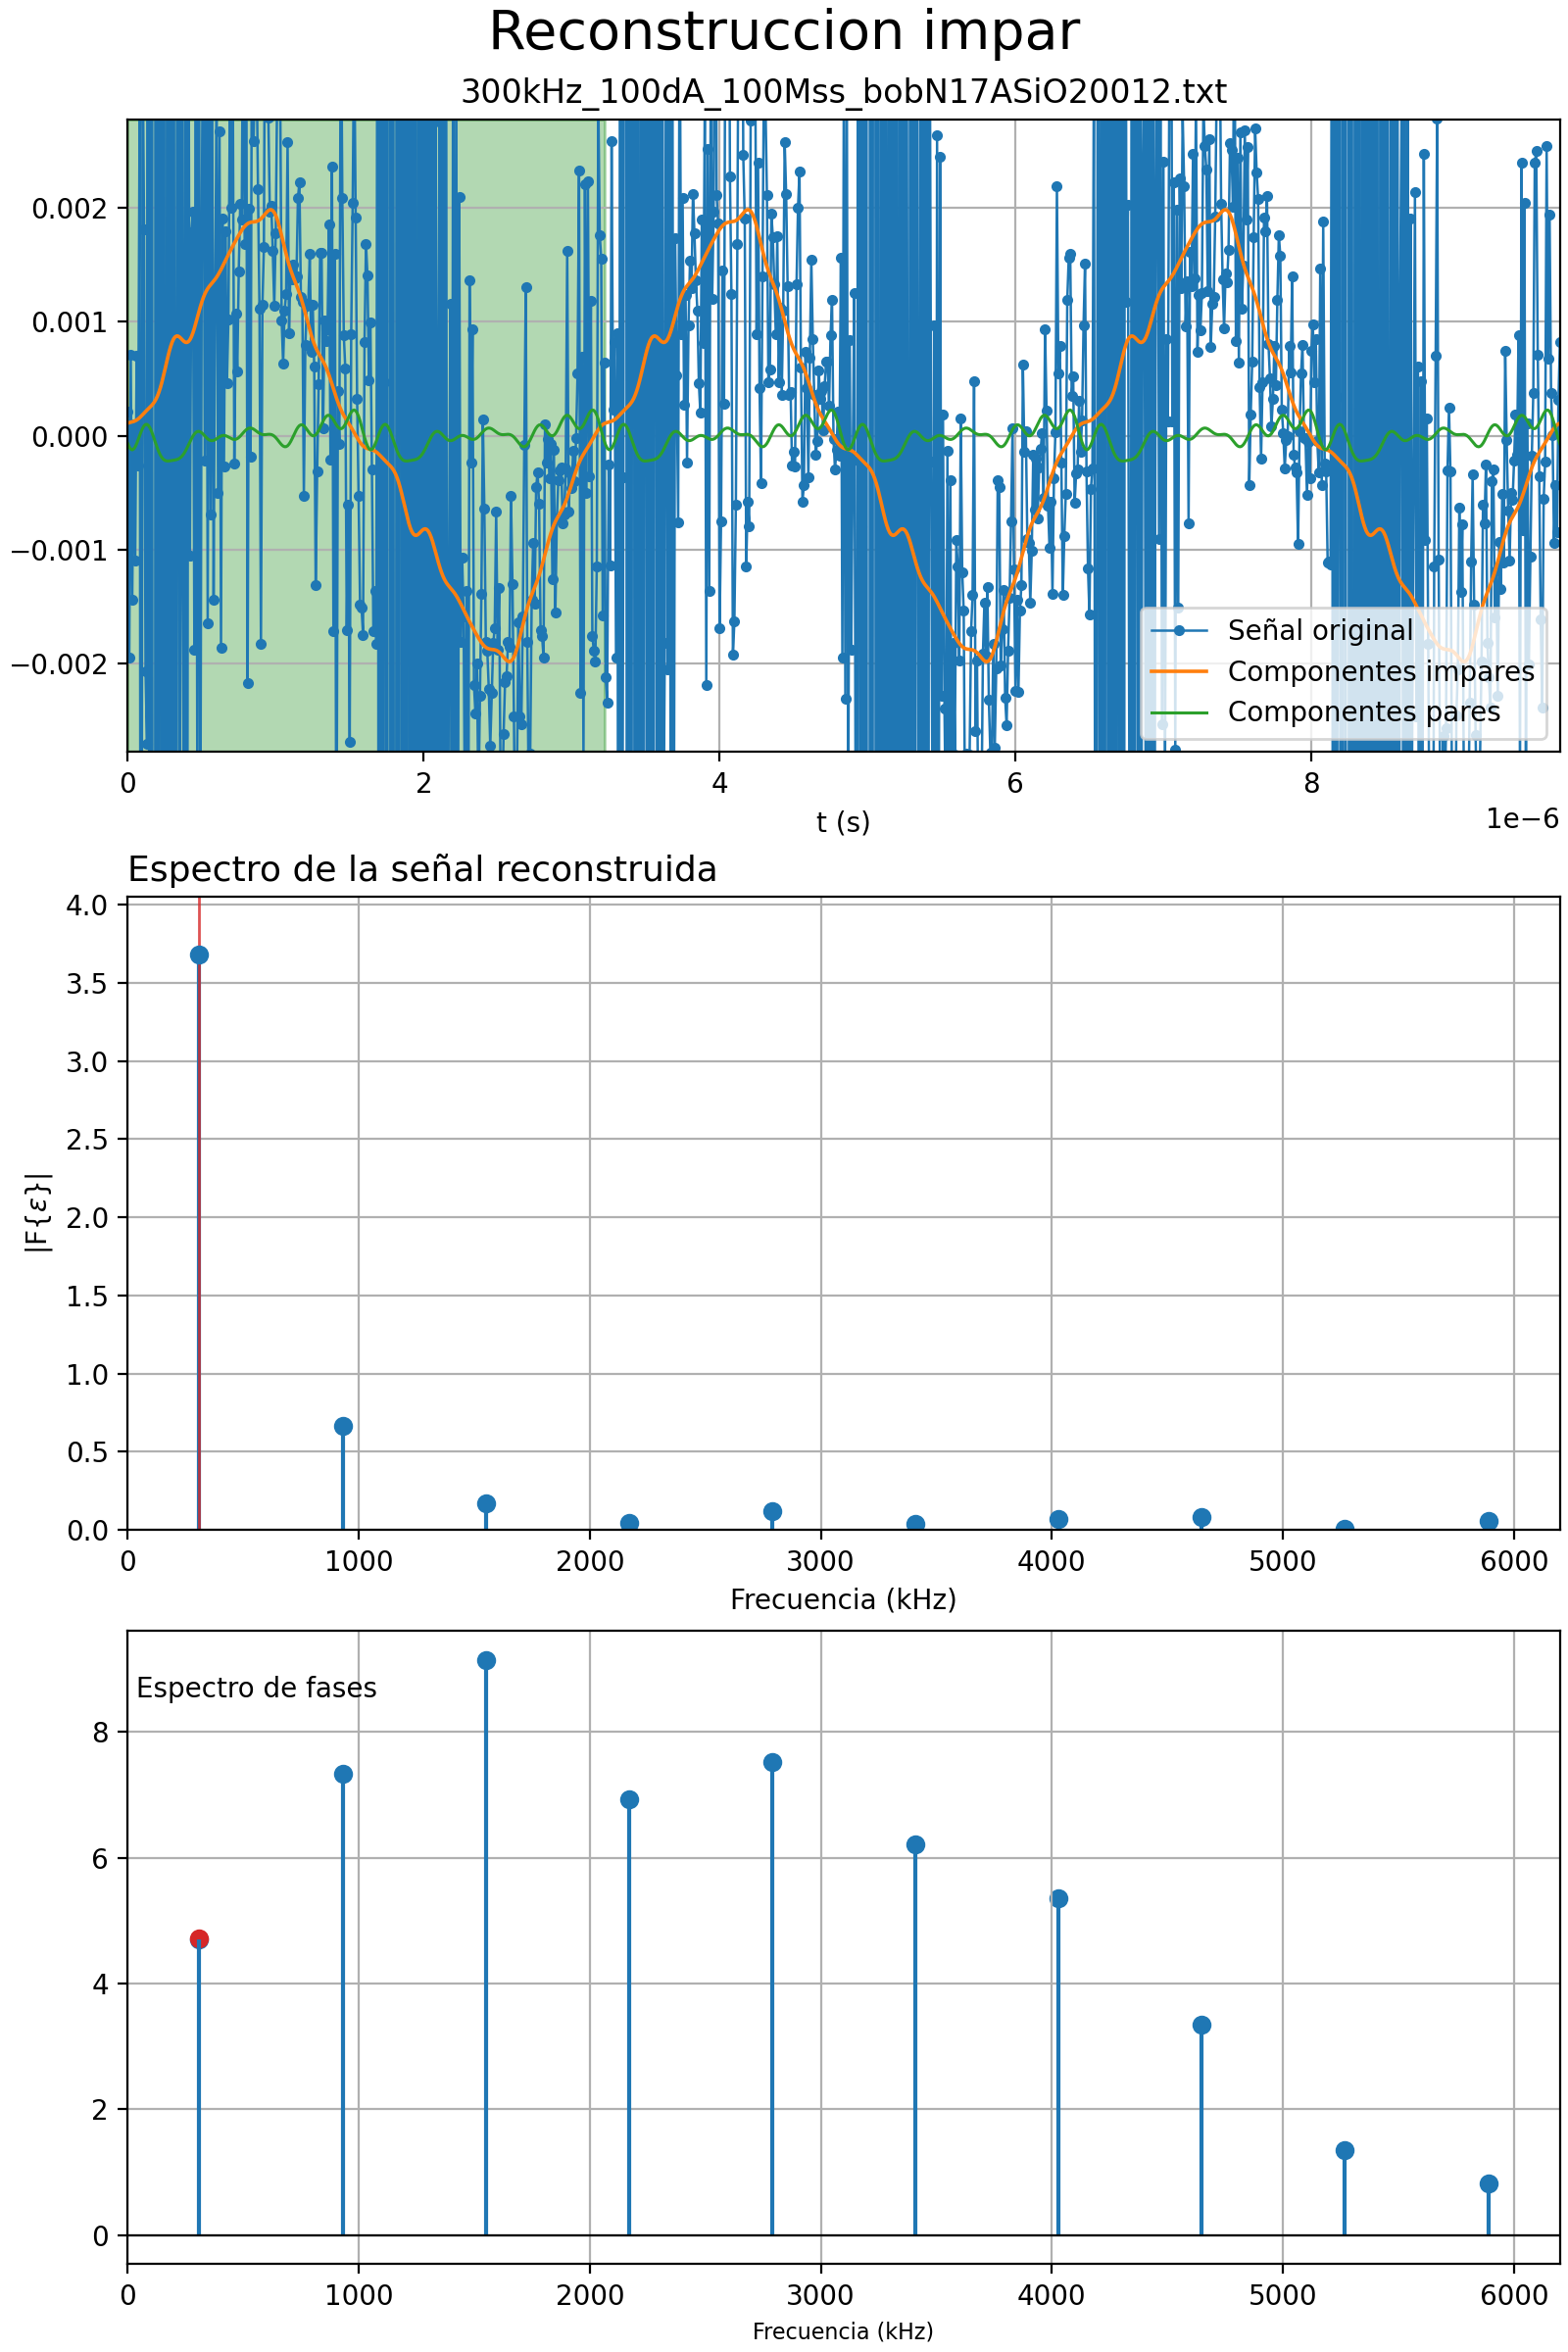 Reconstruccion impar
300kHz_100dA_100Mss_bobN17ASiO20012.txt
0.002
0.001
0.000
−0.001
−0.002
Señal original
Componentes impares
Componentes pares
0 2 4 6 8
1e−6
t (s)
Espectro de la señal reconstruida
4.0
3.5
3.0
2.5
2.0
1.5
1.0
0.5
0.0
|F{ε}|
0 1000 2000 3000 4000 5000 6000
Frecuencia (kHz)
Espectro de fases
8
6
4
2
0
0 1000 2000 3000 4000 5000 6000
Frecuencia (kHz)